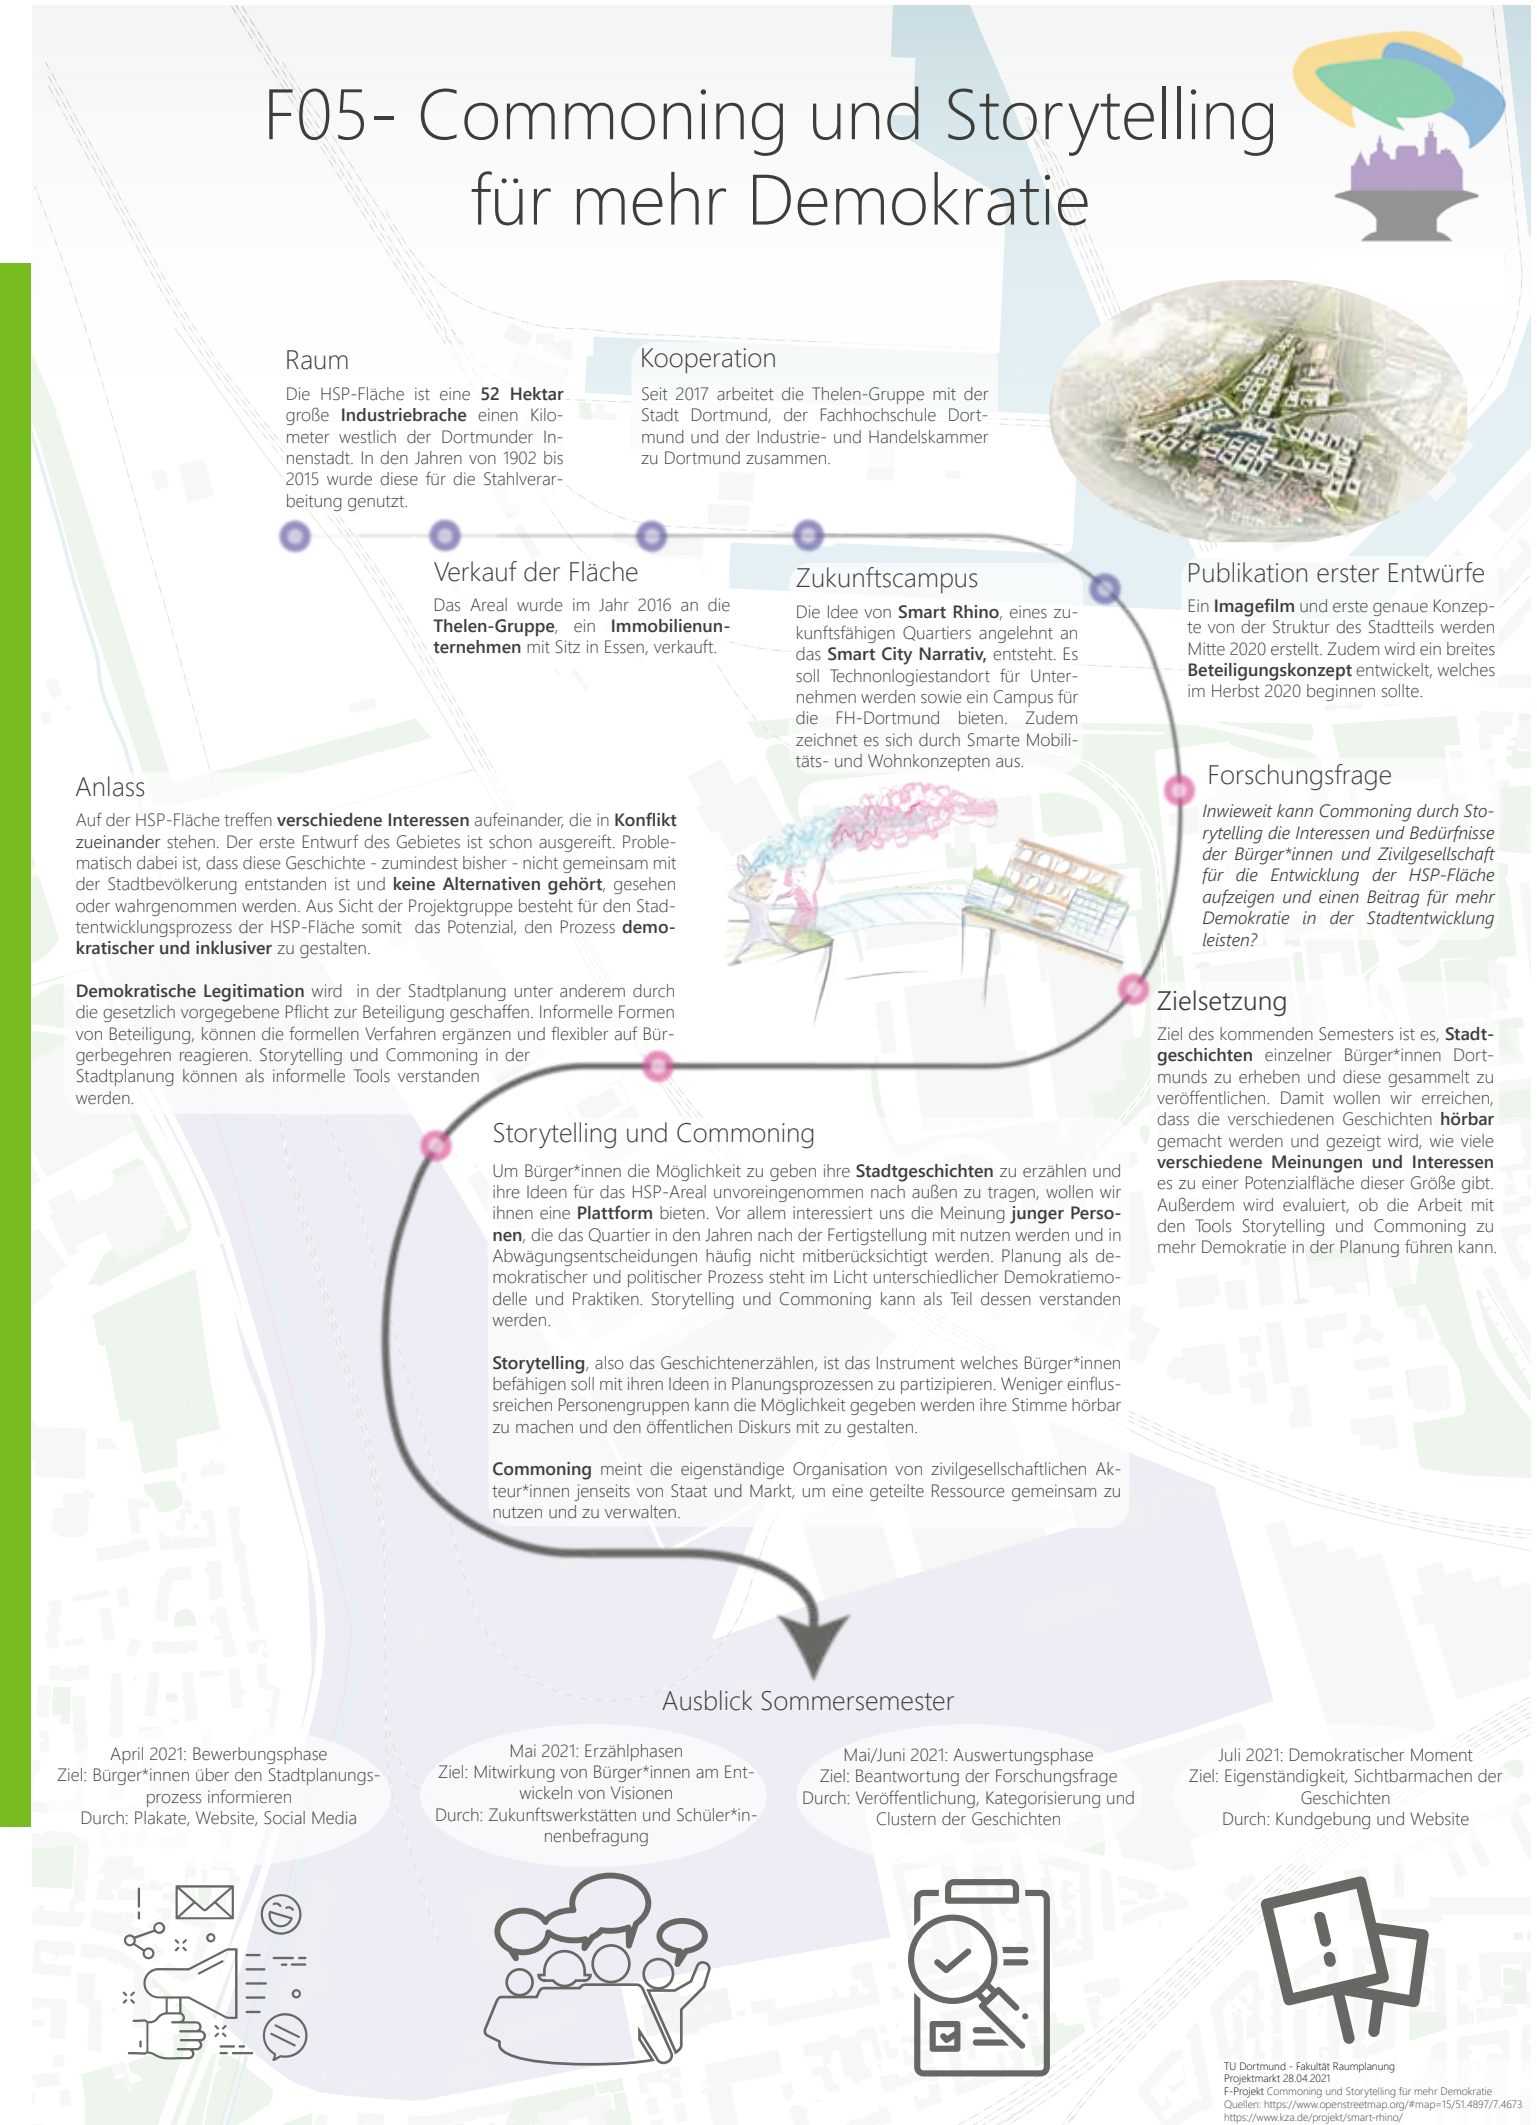 F05- Commoning und Storytelling
für mehr Demokratie
Raum
Die HSP-Fläche ist eine 52 Hektar
große Industriebrache einen Kilo-
meter westlich der Dortmunder In-
nenstadt. In den Jahren von 1902 bis
2015 wurde diese für die Stahlverar-
beitung genutzt.
Kooperation
Seit 2017 arbeitet die Thelen-Gruppe mit der
Stadt Dortmund, der Fachhochschule Dort-
mund und der Industrie- und Handelskammer
zu Dortmund zusammen.
Verkauf der Fläche
Das Areal wurde im Jahr 2016 an die
Thelen-Gruppe, ein Immobilienun-
ternehmen mit Sitz in Essen, verkauft.
Zukunftscampus
Die Idee von Smart Rhino, eines zu-
kunftsfähigen Quartiers angelehnt an
das Smart City Narrativ, entsteht. Es
soll Technonlogiestandort für Unter-
nehmen werden sowie ein Campus für
die FH-Dortmund bieten. Zudem
zeichnet es sich durch Smarte Mobili-
täts- und Wohnkonzepten aus.
Publikation erster Entwürfe
Ein Imagefilm und erste genaue Konzep-
te von der Struktur des Stadtteils werden
Mitte 2020 erstellt. Zudem wird ein breites
Beteiligungskonzept entwickelt, welches
im Herbst 2020 beginnen sollte.
Anlass
Auf der HSP-Fläche treffen verschiedene Interessen aufeinander, die in Konflikt
zueinander stehen. Der erste Entwurf des Gebietes ist schon ausgereift. Proble-
matisch dabei ist, dass diese Geschichte - zumindest bisher - nicht gemeinsam mit
der Stadtbevölkerung entstanden ist und keine Alternativen gehört, gesehen
oder wahrgenommen werden. Aus Sicht der Projektgruppe besteht für den Stad-
tentwicklungsprozess der HSP-Fläche somit das Potenzial, den Prozess demo-
kratischer und inklusiver zu gestalten.
Demokratische Legitimation wird in der Stadtplanung unter anderem durch
die gesetzlich vorgegebene Pflicht zur Beteiligung geschaffen. Informelle Formen
von Beteiligung, können die formellen Verfahren ergänzen und flexibler auf Bür-
gerbegehren reagieren. Storytelling und Commoning in der
Stadtplanung können als informelle Tools verstanden
werden.
Forschungsfrage
Inwieweit kann Commoning durch Sto-
rytelling die Interessen und Bedürfnisse
der Bürger*innen und Zivilgesellschaft
für die Entwicklung der HSP-Fläche
aufzeigen und einen Beitrag für mehr
Demokratie in der Stadtentwicklung
leisten?
Zielsetzung
Ziel des kommenden Semesters ist es, Stadt-
geschichten einzelner Bürger*innen Dort-
munds zu erheben und diese gesammelt zu
veröffentlichen. Damit wollen wir erreichen,
dass die verschiedenen Geschichten hörbar
gemacht werden und gezeigt wird, wie viele
verschiedene Meinungen und Interessen
es zu einer Potenzialfläche dieser Größe gibt.
Außerdem wird evaluiert, ob die Arbeit mit
den Tools Storytelling und Commoning zu
mehr Demokratie in der Planung führen kann.
Storytelling und Commoning
Um Bürger*innen die Möglichkeit zu geben ihre Stadtgeschichten zu erzählen und
ihre Ideen für das HSP-Areal unvoreingenommen nach außen zu tragen, wollen wir
ihnen eine Plattform bieten. Vor allem interessiert uns die Meinung junger Perso-
nen, die das Quartier in den Jahren nach der Fertigstellung mit nutzen werden und in
Abwägungsentscheidungen häufig nicht mitberücksichtigt werden. Planung als de-
mokratischer und politischer Prozess steht im Licht unterschiedlicher Demokratiemo-
delle und Praktiken. Storytelling und Commoning kann als Teil dessen verstanden
werden.
Storytelling, also das Geschichtenerzählen, ist das Instrument welches Bürger*innen
befähigen soll mit ihren Ideen in Planungsprozessen zu partizipieren. Weniger einflus-
sreichen Personengruppen kann die Möglichkeit gegeben werden ihre Stimme hörbar
zu machen und den öffentlichen Diskurs mit zu gestalten.
Commoning meint die eigenständige Organisation von zivilgesellschaftlichen Ak-
teur*innen jenseits von Staat und Markt, um eine geteilte Ressource gemeinsam zu
nutzen und zu verwalten.
Ausblick Sommersemester
April 2021: Bewerbungsphase
Ziel: Bürger*innen über den Stadtplanungs-
prozess informieren
Durch: Plakate, Website, Social Media
Mai 2021: Erzählphasen
Ziel: Mitwirkung von Bürger*innen am Ent-
wickeln von Visionen
Durch: Zukunftswerkstätten und Schüler*in-
nenbefragung
Mai/Juni 2021: Auswertungsphase
Ziel: Beantwortung der Forschungsfrage
Durch: Veröffentlichung, Kategorisierung und
Clustern der Geschichten
Juli 2021: Demokratischer Moment
Ziel: Eigenständigkeit, Sichtbarmachen der
Geschichten
Durch: Kundgebung und Website
TU Dortmund - Fakultät Raumplanung
Projektmarkt 28.04.2021
F-Projekt Commoning und Storytelling für mehr Demokratie
Quellen: https://www.openstreetmap.org/#map=15/51.4897/7.4673
https://www.kza.de/projekt/smart-rhino/